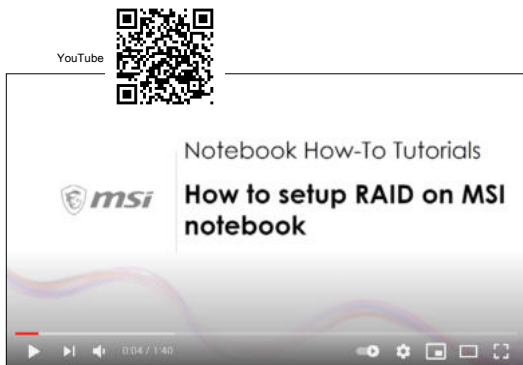 YouTube
Notebook How-To Tutorials
msi
How to setup RAID on MSI
notebook
0:04 / 1:40